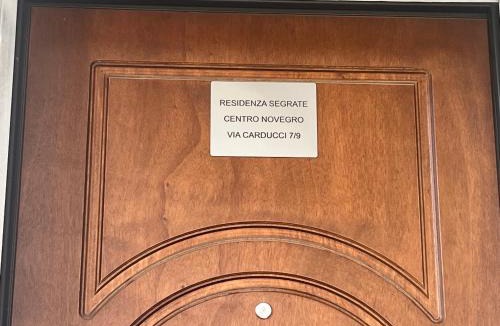 RESIDENZA SEGRATE
CENTRO NOVEGRO
VIA CARDUCCI 7/9